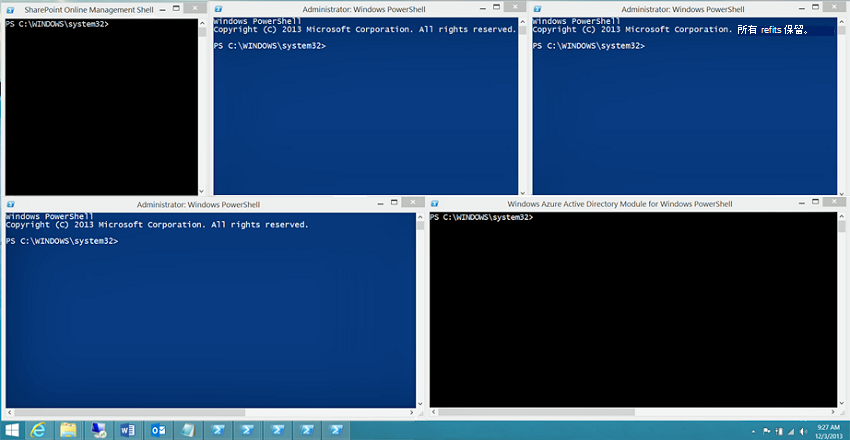 SharePoint Online Management Shell
PS C:\WINDOWS\system32>
Administrator: Windows PowerShell
Windows PowerShell
Copyright (C) 2013 Microsoft Corporation. All rights reserved.
PS C:\WINDOWS\system32>
Administrator: Windows PowerShell
Windows PowerShell
Copyright (C) 2013 Microsoft Corporation. 所有 refits 保留。
PS C:\WINDOWS\system32>
Administrator: Windows PowerShell
Windows PowerShell
Copyright (C) 2013 Microsoft Corporation. All rights reserved.
PS C:\WINDOWS\system32>
Windows Azure Active Directory Module for Windows PowerShell
PS C:\WINDOWS\system32>
9:27 AM
12/3/2013